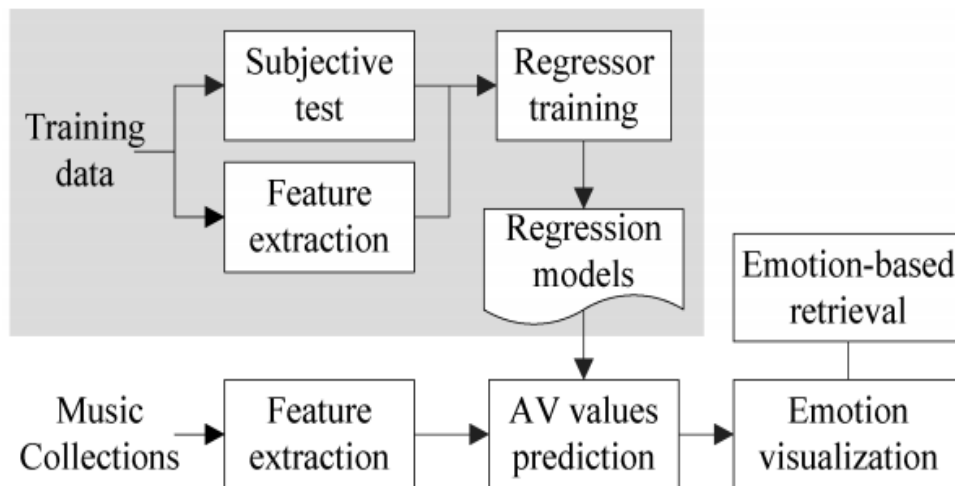 Training
data
Subjective
test
Feature
extraction
Regressor
training
Regression
models
Emotion-based
retrieval
Music
Collections
Feature
extraction
AV values
prediction
Emotion
visualization